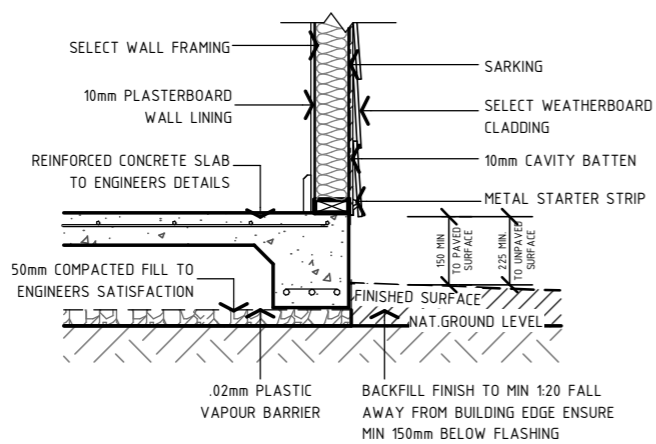 SELECT WALL FRAMING
SARKING
10mm PLASTERBOARD
WALL LINING
SELECT WEATHERBOARD
CLADDING
REINFORCED CONCRETE SLAB
TO ENGINEERS DETAILS
10mm CAVITY BATTEN
METAL STARTER STRIP
150 MIN
TO PAVED
SURFACE
225 MIN.
TO UNPAVED
SURFACE
50mm COMPACTED FILL TO
ENGINEERS SATISFACTION
FINISHED SURFACE
NAT.GROUND LEVEL
.02mm PLASTIC
VAPOUR BARRIER
BACKFILL FINISH TO MIN 1:20 FALL
AWAY FROM BUILDING EDGE ENSURE
MIN 150mm BELOW FLASHING